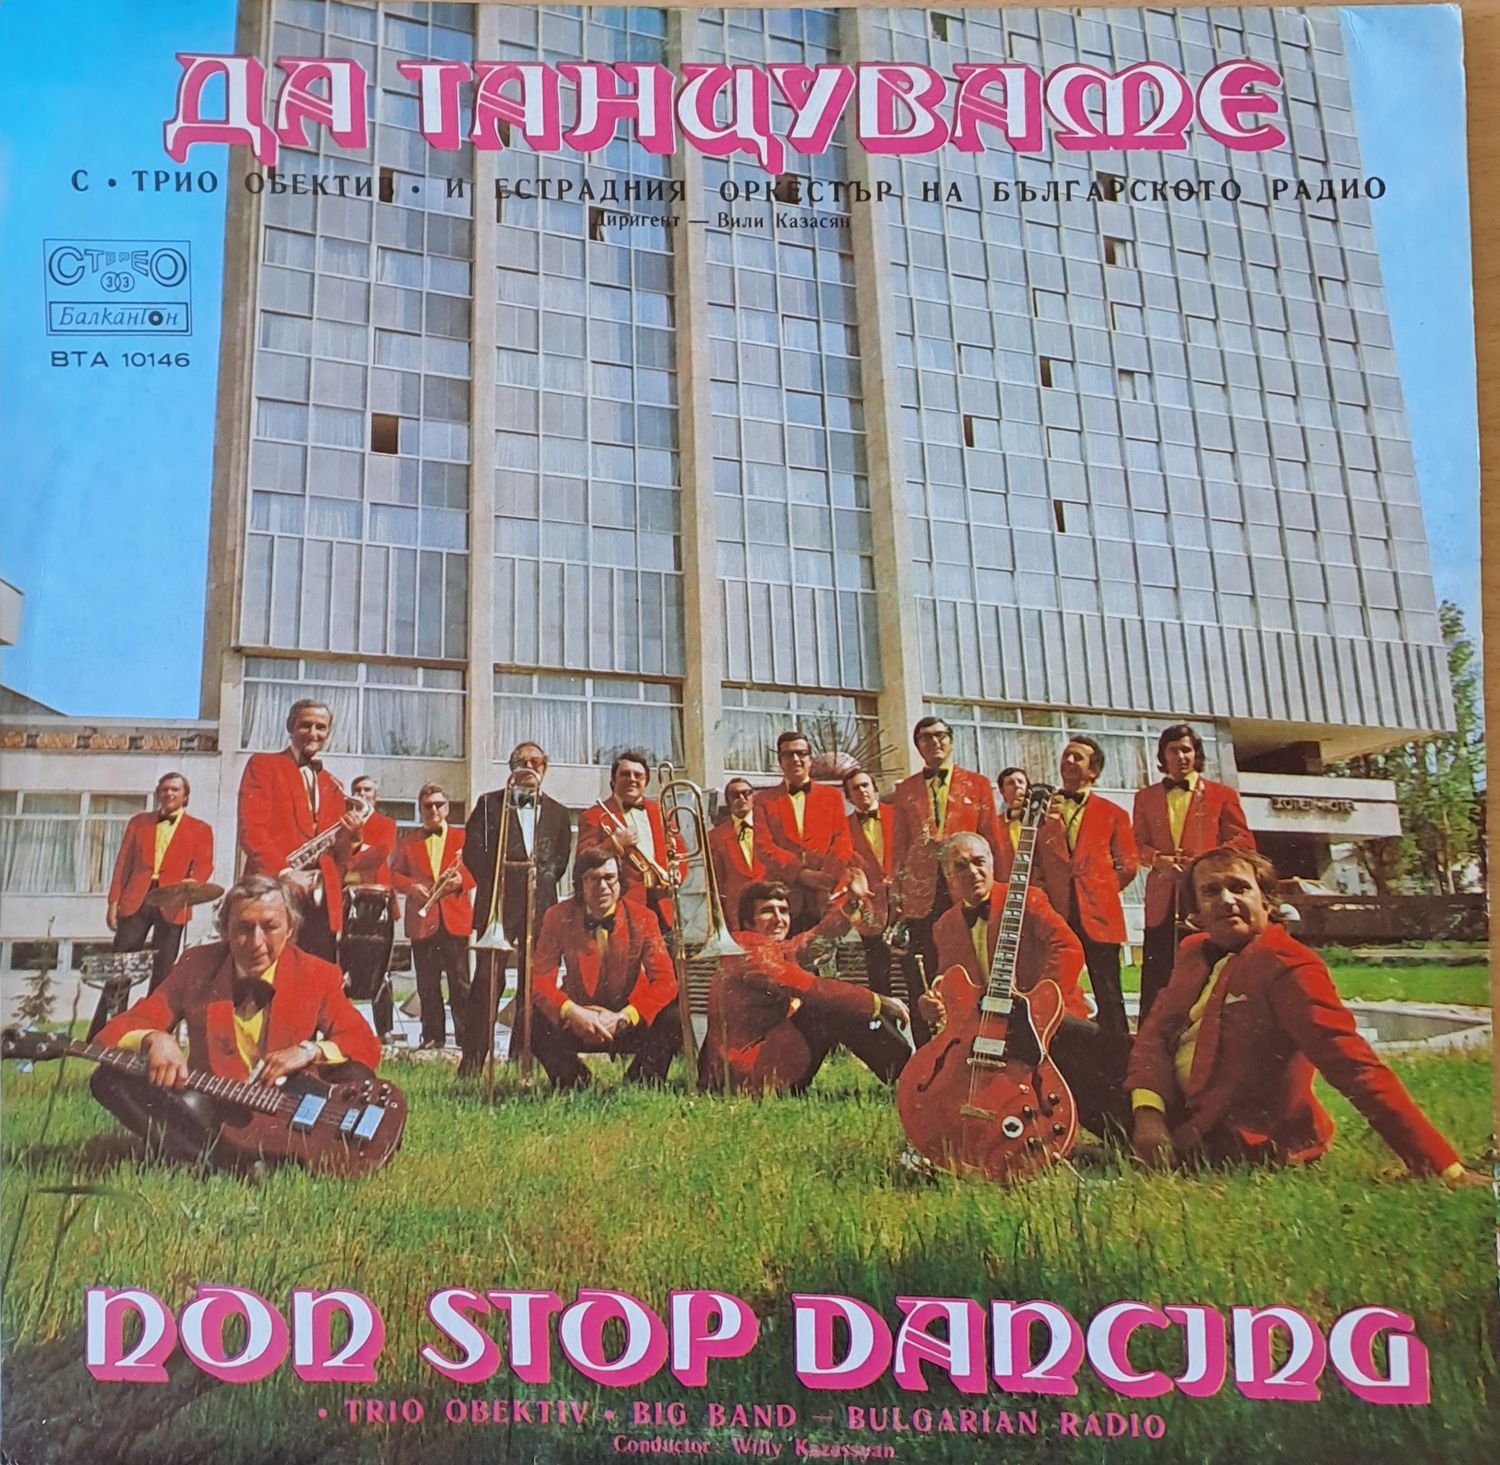 ДА ТАНЦУВАМЕ
С • ТРИО ОБЕКТИВ • И ЕСТРАДНИЯ ОРКЕСТЪР НА БЪЛГАРСКОТО РАДИО
Диригент — Вили Казасян
СТЕРЕО
33
Балкантон
ВТА 10146
NON STOP DANCING
• TRIO OBEKTIV • BIG BAND — BULGARIAN RADIO
Conductor: Willy Kazassyan